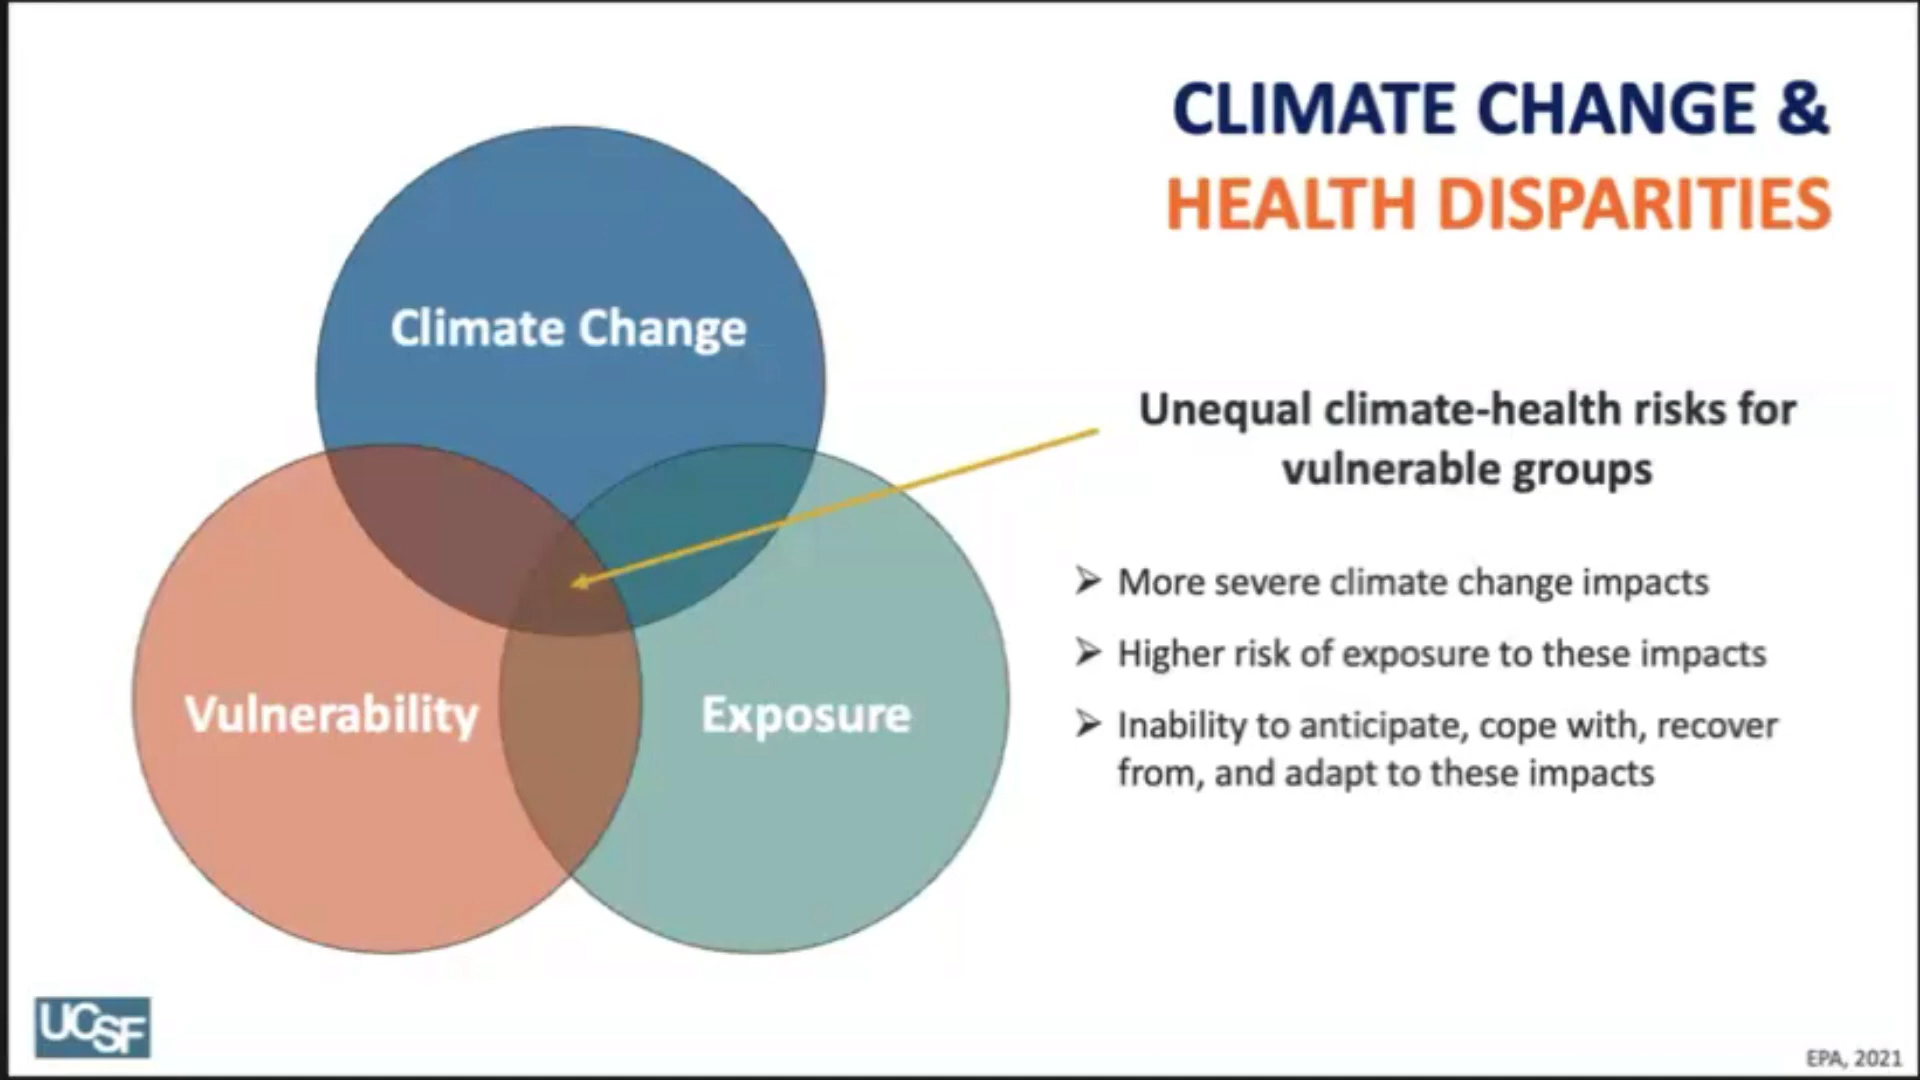 CLIMATE CHANGE &
HEALTH DISPARITIES
Climate Change
Vulnerability
Exposure
Unequal climate-health risks for
vulnerable groups
➢ More severe climate change impacts
➢ Higher risk of exposure to these impacts
➢ Inability to anticipate, cope with, recover
from, and adapt to these impacts
UCSF
EPA, 2021